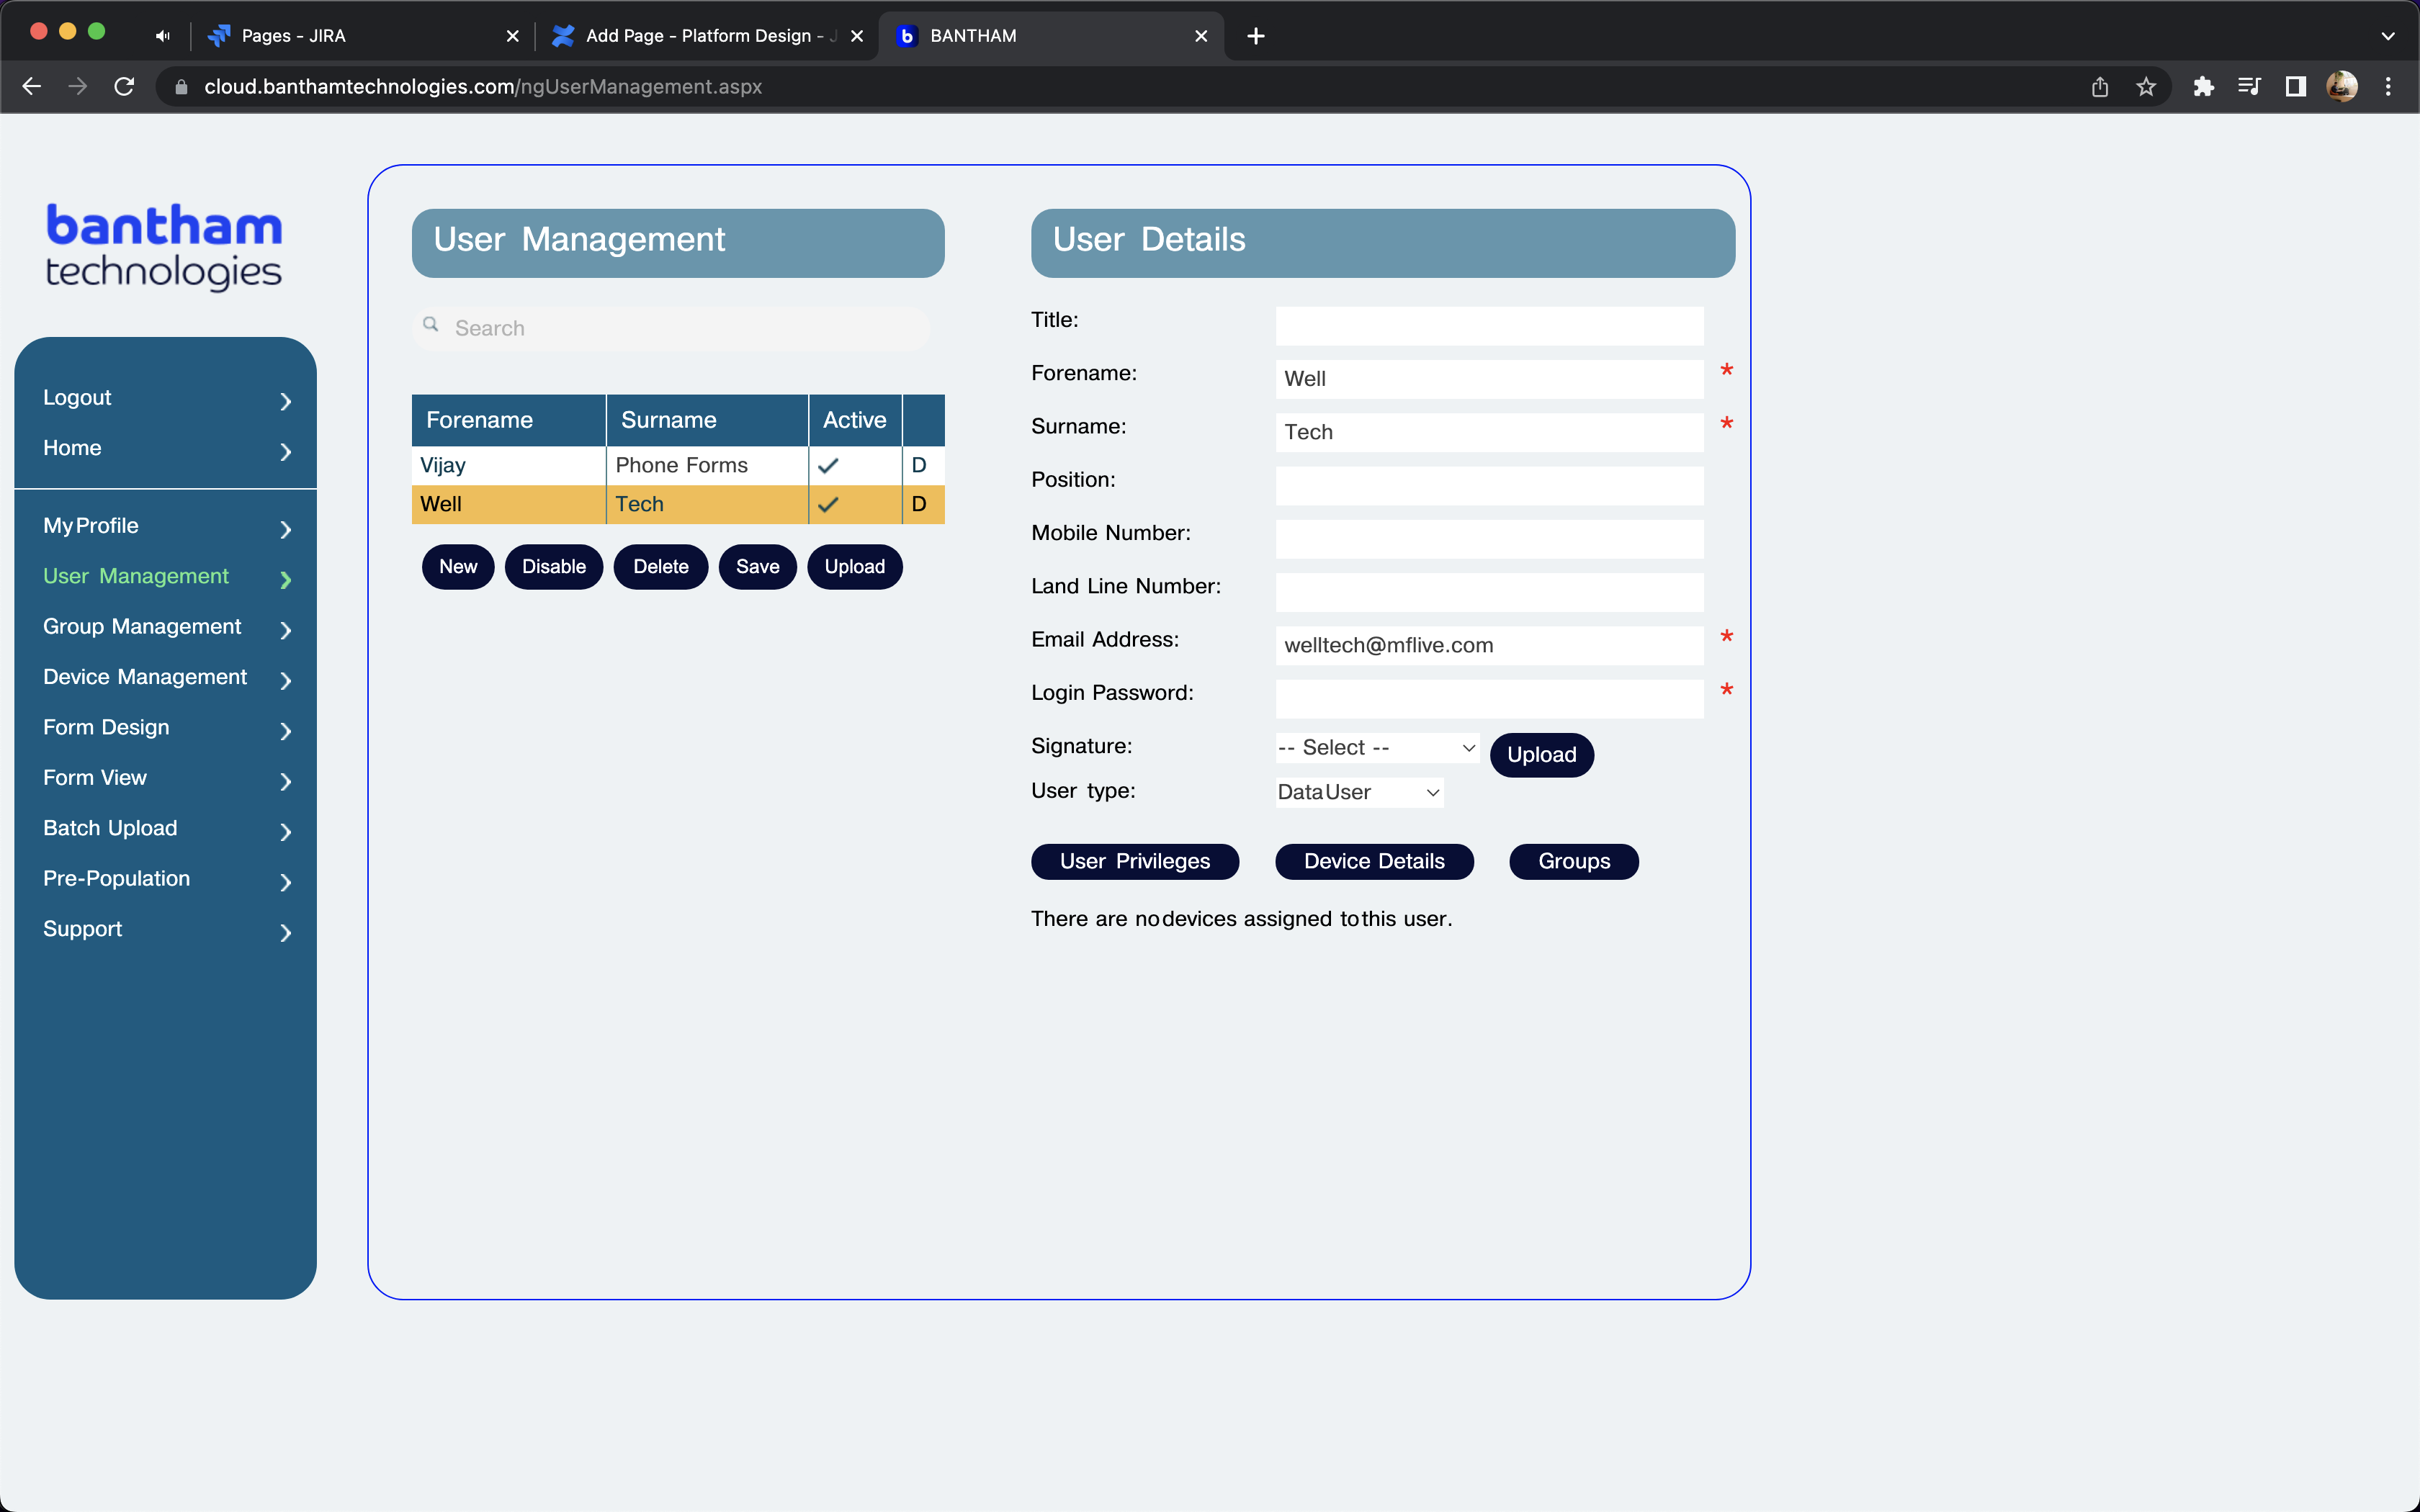 Pages - JIRA
Add Page - Platform Design -
b BANTHAM
cloud.banthamtechnologies.com/ngUserManagement.aspx
bantham
technologies
Logout
Home
My Profile
User Management
Group Management
Device Management
Form Design
Form View
Batch Upload
Pre-Population
Support
User Management
Search
Forename Surname Active
Vijay Phone Forms D
Well Tech D
New Disable Delete Save Upload
User Details
Title:
Forename: Well *
Surname: Tech *
Position:
Mobile Number:
Land Line Number:
Email Address: welltech@mflive.com *
Login Password: *
Signature: -- Select -- Upload
User type: DataUser
User Privileges Device Details Groups
There are no devices assigned to this user.